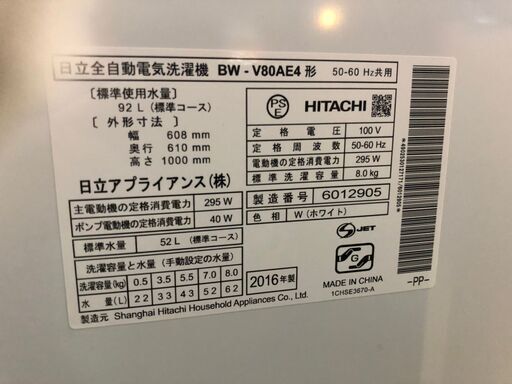 日立全自動電気洗濯機 BW-V80AE4形 50-60 Hz共用
〔標準使用水量〕
92 L（標準コース）
〔外形寸法〕
幅 608 mm
奥行 610 mm
高さ 1000 mm
日立アプライアンス（株）
主電動機の定格消費電力 295 W
ポンプ電動機の定格消費電力 40 W
標準水量 52 L（標準コース）
洗濯容量と水量（手動設定の水量）
洗濯容量(kg) 0.5 3.5 5.5 7.0 8.0
水量(L) 22 33 43 52 62
製造元 Shanghai Hitachi Household Appliances Co., Ltd.
PS
E
HITACHI
定格電圧 100 V
定格周波数 50-60 Hz
電動機の定格消費電力 295 W
標準洗濯容量 8.0kg
製造番号 6012905
色相 W（ホワイト）
S JET
G
2016年製
MADE IN CHINA
1CHSE3670-A
-PP-